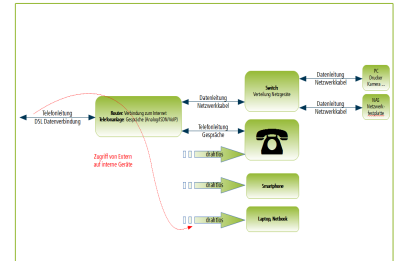 PC
Drucker
Kamera ...
Switch
Verteilung Netzgeräte
Datenleitung
Netzwerkkabel
Datenleitung
Netzwerkkabel
Datenleitung
Netzwerkkabel
NAS
Netzwerk-
festplatte
Telefonleitung
DSL Datenverbindung
Router: Verbindung zum Internet
Telefonanlage: Gespräche (Analog/ISDN/VoIP)
Telefonleitung
Gespräche
Zugriff von Extern
auf interne Geräte
drahtlos
drahtlos
Smartphone
drahtlos
Laptop, Netbook